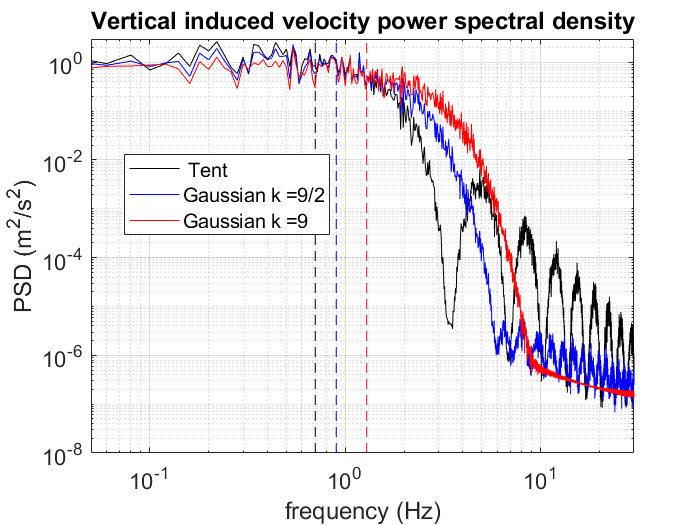 Vertical induced velocity power spectral density
10^0
10^-2
10^-4
10^-6
10^-8
PSD (m^2/s^2)
Tent
Gaussian k =9/2
Gaussian k =9
10^-1 10^0 10^1
frequency (Hz)